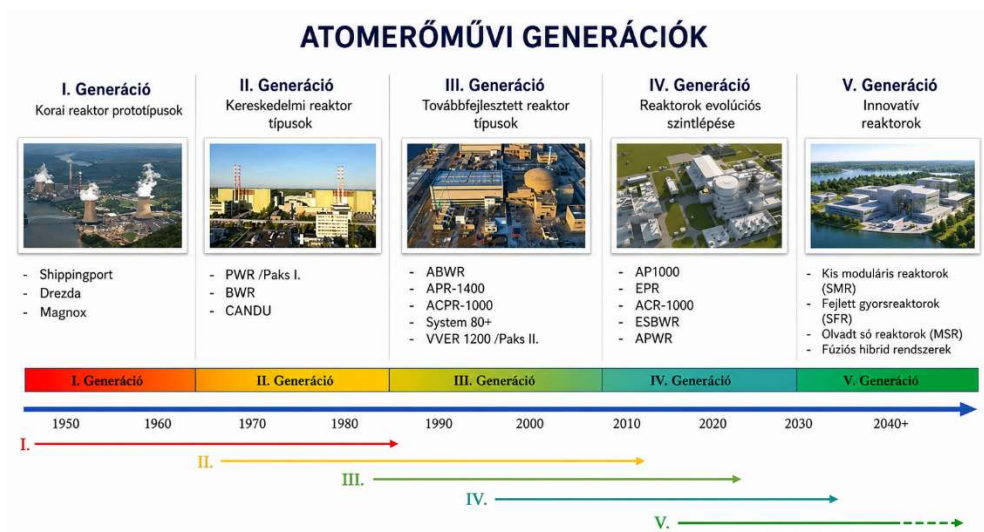 ATOMERŐMŰVI GENERÁCIÓK
I. Generáció
Korai reaktor prototípusok
- Shippingport
- Drezda
- Magnox
II. Generáció
Kereskedelmi reaktor
típusok
- PWR /Paks I.
- BWR
- CANDU
III. Generáció
Továbbfejlesztett reaktor
típusok
- ABWR
- APR-1400
- ACPR-1000
- System 80+
- VVER 1200 /Paks II.
IV. Generáció
Reaktorok evolúciós
szintlépése
- AP1000
- EPR
- ACR-1000
- ESBWR
- APWR
V. Generáció
Innovatív
reaktorok
- Kis moduláris reaktorok
(SMR)
- Fejlett gyorsreaktorok
(SFR)
- Olvadt só reaktorok (MSR)
- Fúziós hibrid rendszerek
I. Generáció II. Generáció III. Generáció IV. Generáció V. Generáció
1950 1960 1970 1980 1990 2000 2010 2020 2030 2040+
I.
II.
III.
IV.
V.